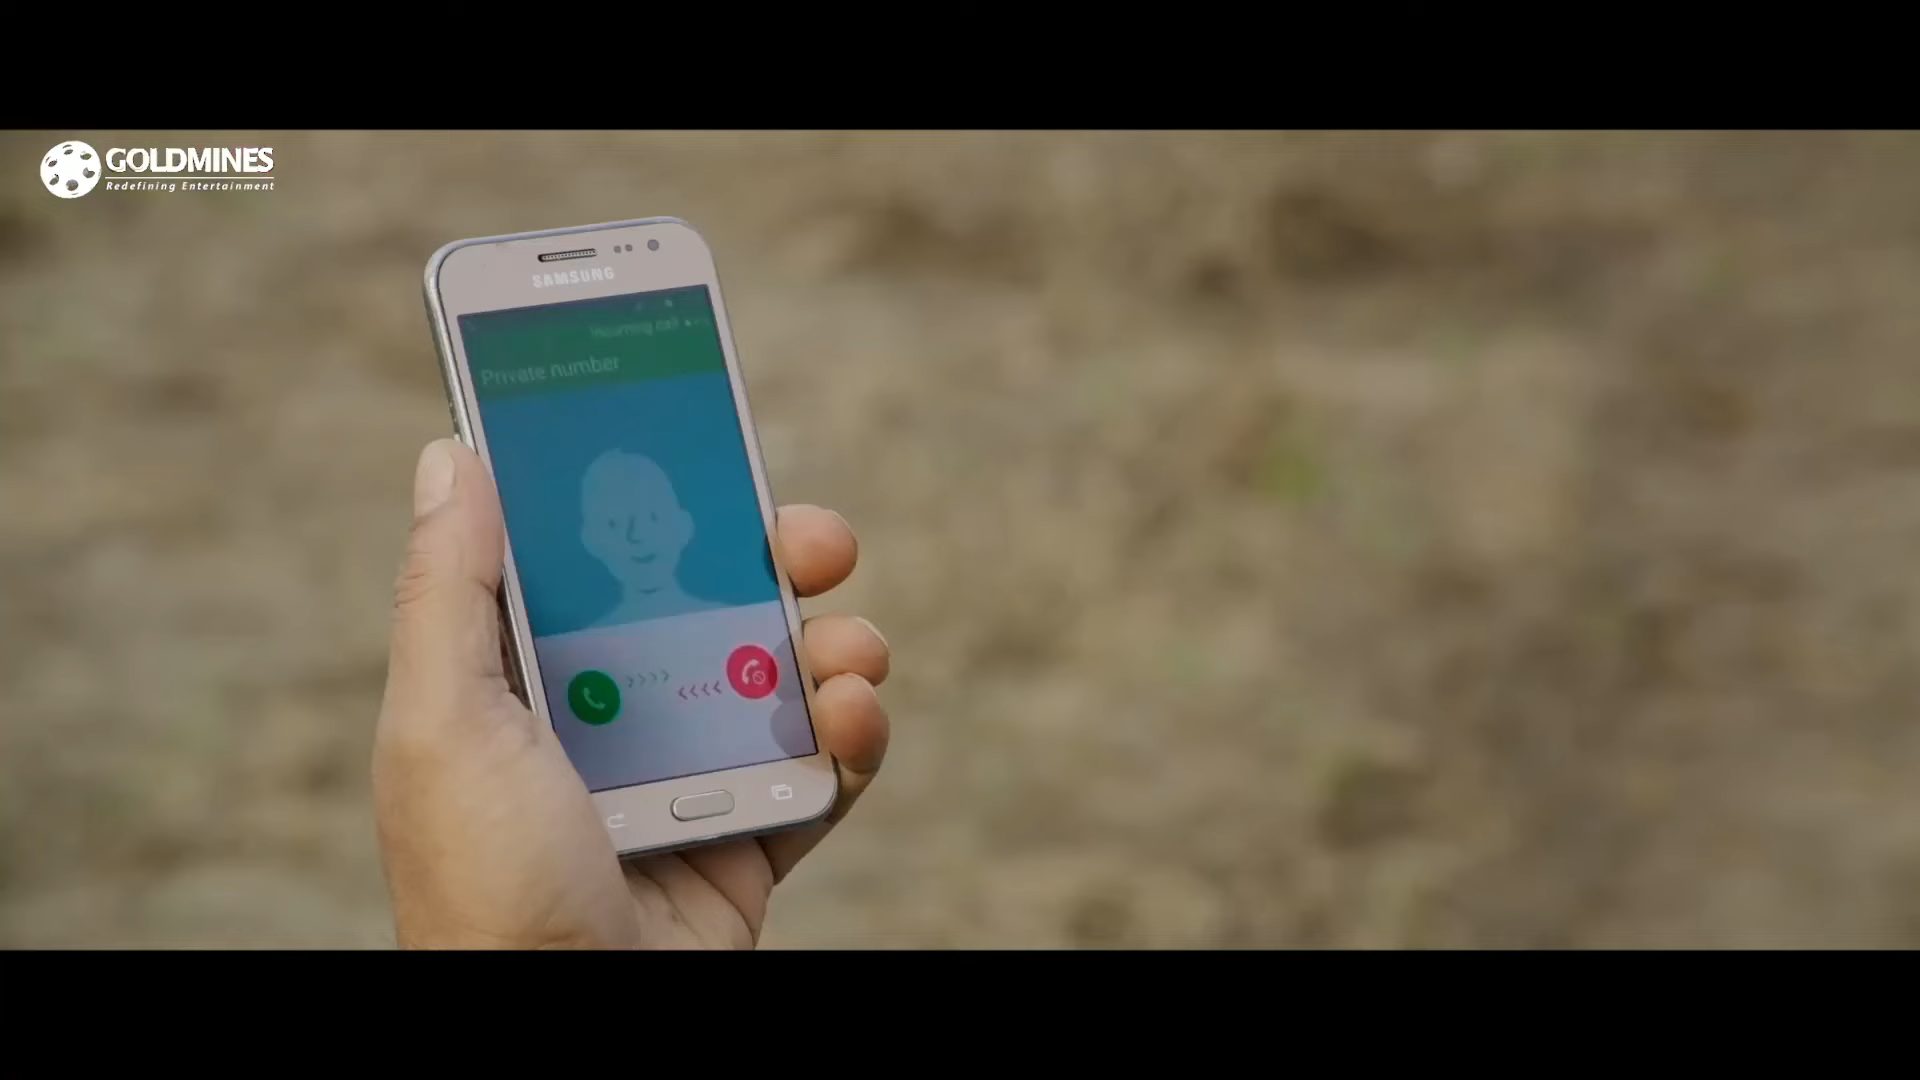 GOLDMINES
Redefining Entertainment
SAMSUNG
Incoming call
Private number